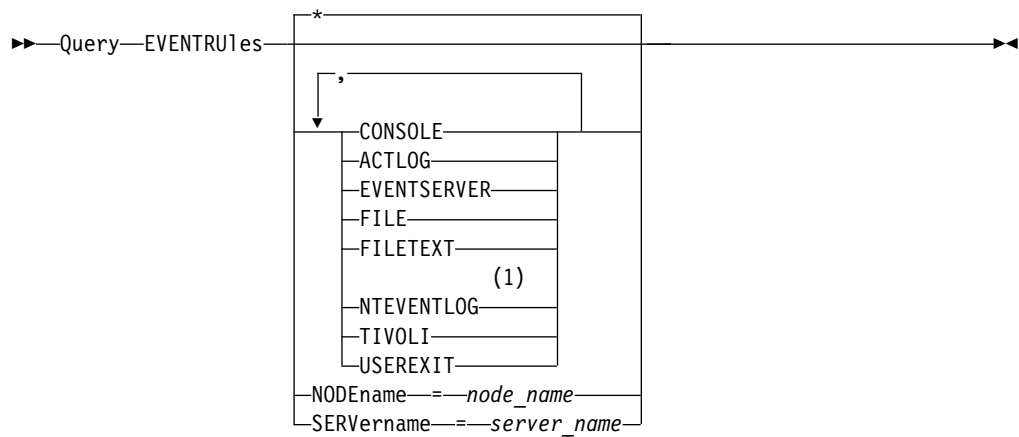 *
Query EVENTRUles
,
CONSOLE
ACTLOG
EVENTSERVER
FILE
FILETEXT
(1)
NTEVENTLOG
TIVOLI
USEREXIT
NODEname = node_name
SERVername = server_name